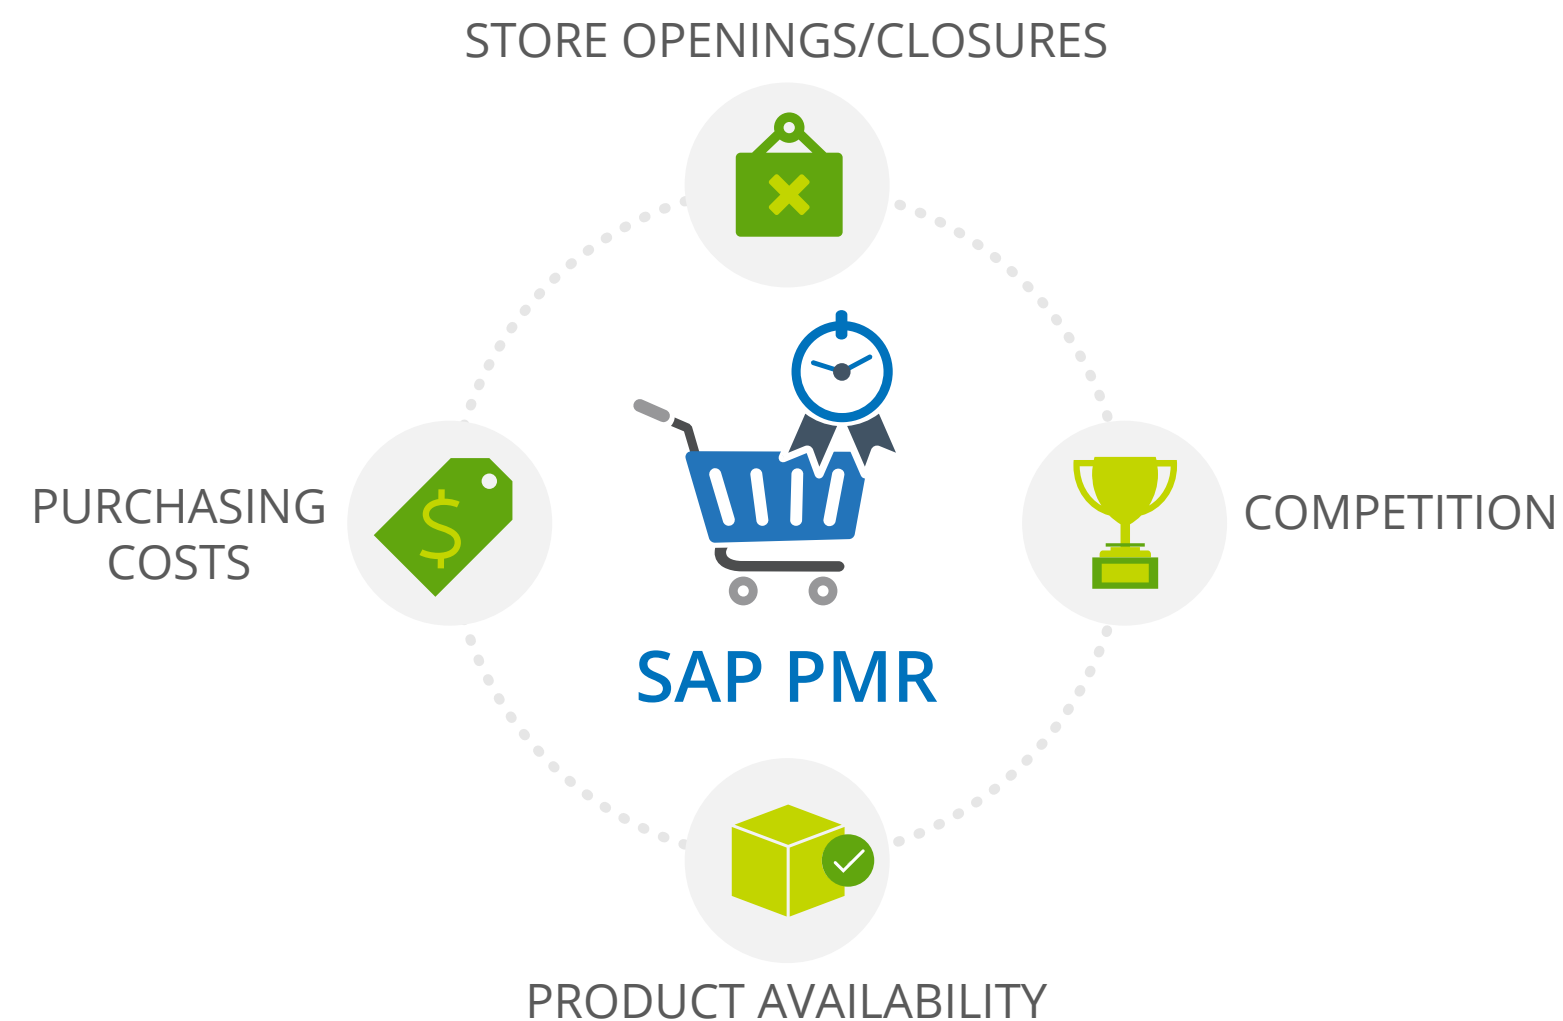 STORE OPENINGS/CLOSURES
PURCHASING
COSTS
COMPETITION
SAP PMR
PRODUCT AVAILABILITY